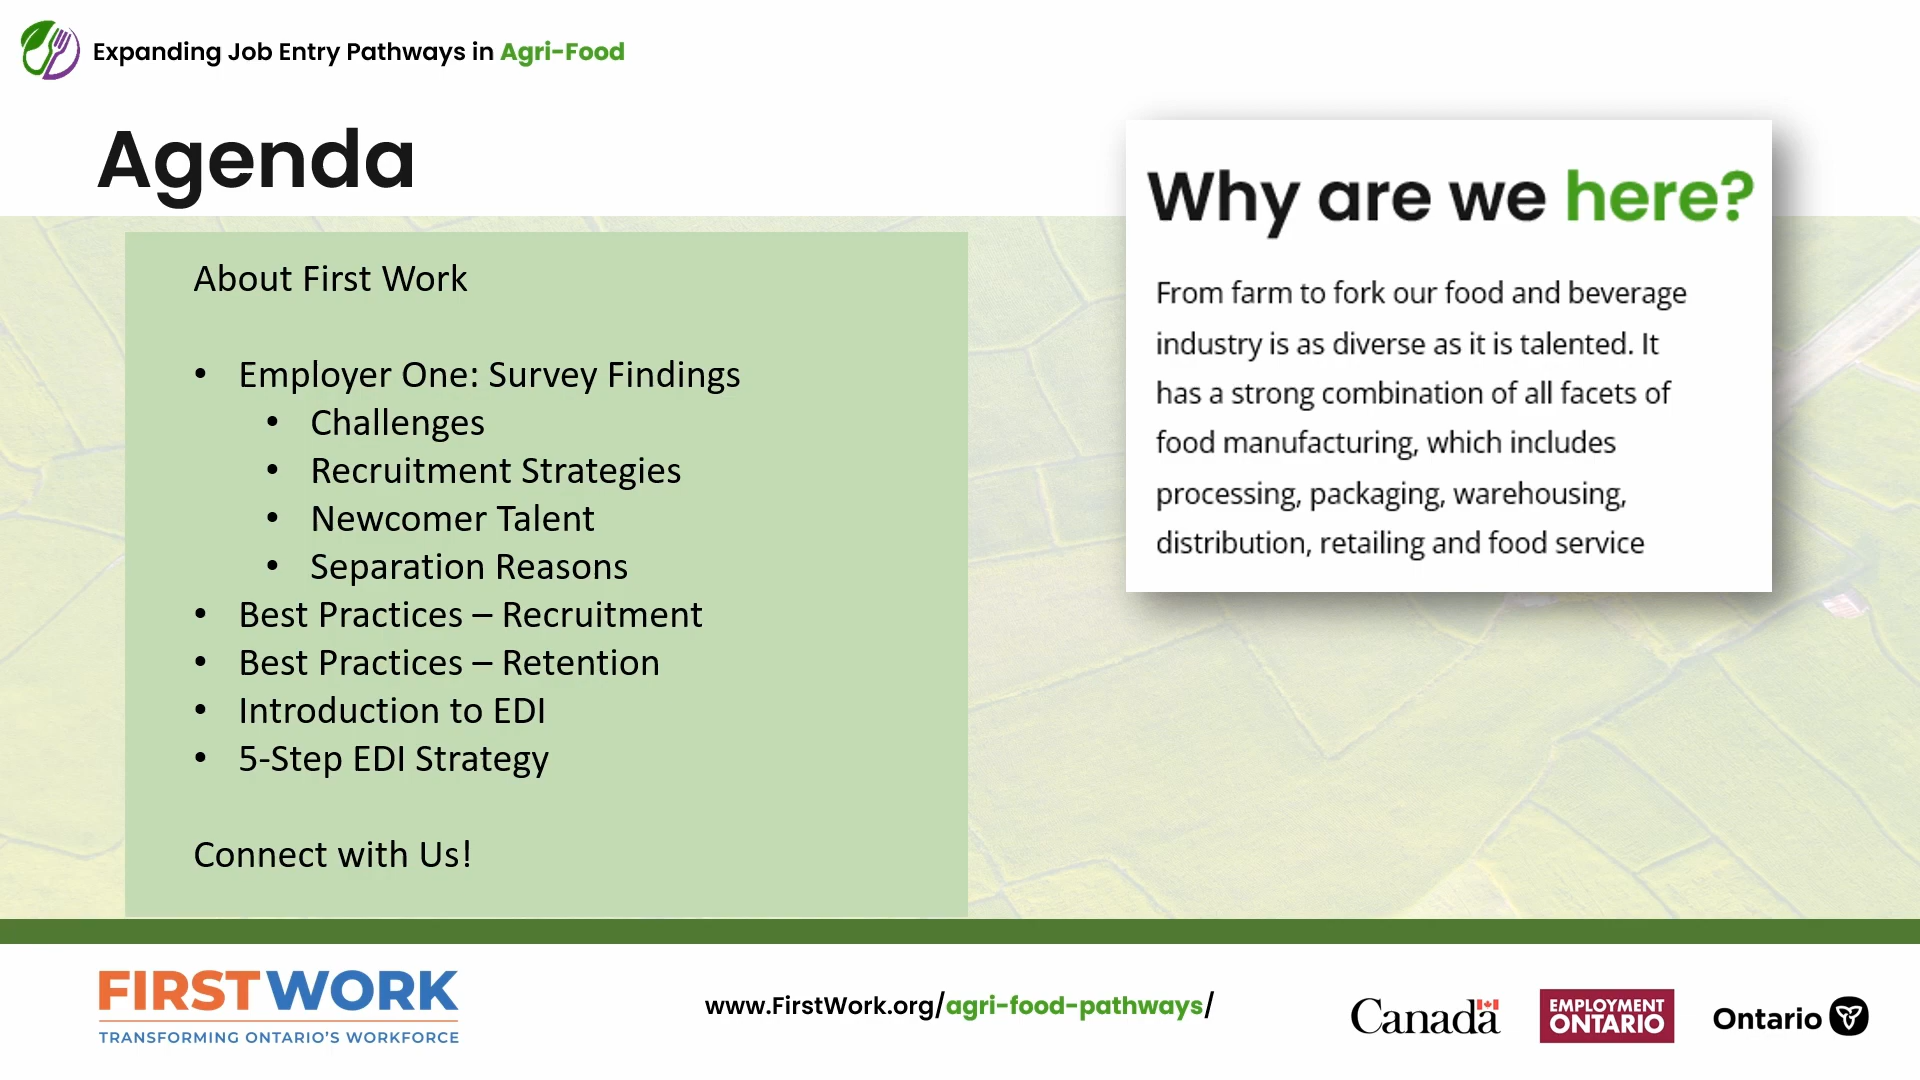 Expanding Job Entry Pathways in Agri-Food
Agenda
About First Work
• Employer One: Survey Findings
• Challenges
• Recruitment Strategies
• Newcomer Talent
• Separation Reasons
• Best Practices – Recruitment
• Best Practices – Retention
• Introduction to EDI
• 5-Step EDI Strategy
Connect with Us!
Why are we here?
From farm to fork our food and beverage
industry is as diverse as it is talented. It
has a strong combination of all facets of
food manufacturing, which includes
processing, packaging, warehousing,
distribution, retailing and food service
FIRST WORK
TRANSFORMING ONTARIO'S WORKFORCE
www.FirstWork.org/agri-food-pathways/
Canada
EMPLOYMENT
ONTARIO
Ontario